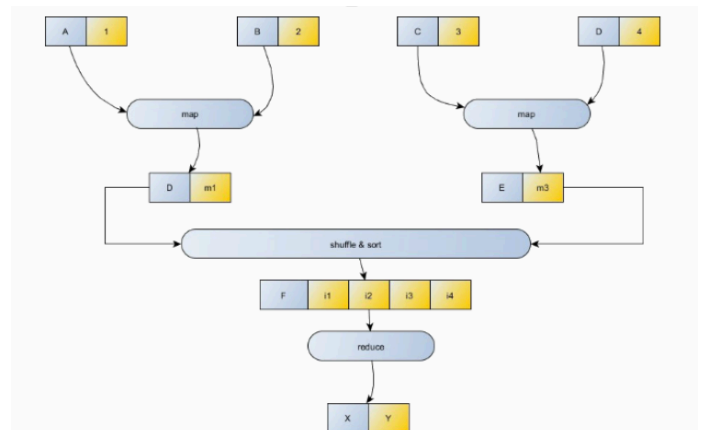 A 1 B 2 C 3 D 4
map map
D m1 E m3
shuffle & sort
F i1 i2 i3 i4
reduce
X Y